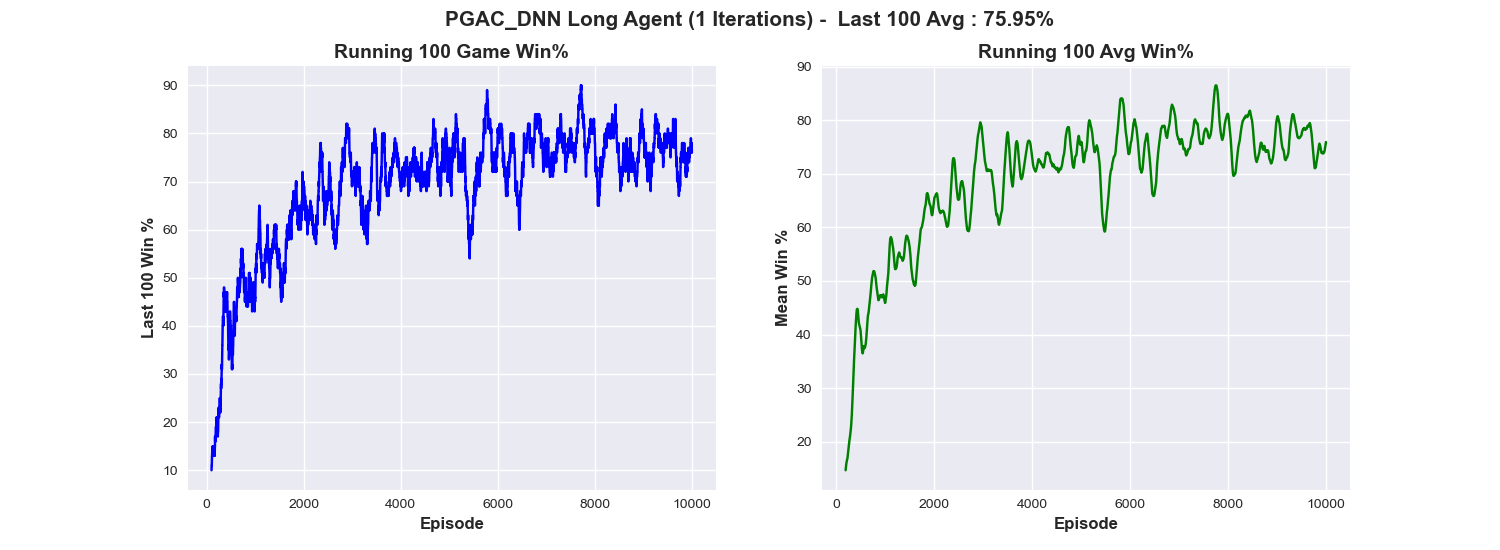 PGAC_DNN Long Agent (1 Iterations) -  Last 100 Avg : 75.95%
Running 100 Game Win%
90
80
70
60
50
40
30
20
10
Last 100 Win %
0 2000 4000 6000 8000 10000
Episode
Running 100 Avg Win%
90
80
70
60
50
40
30
20
Mean Win %
0 2000 4000 6000 8000 10000
Episode